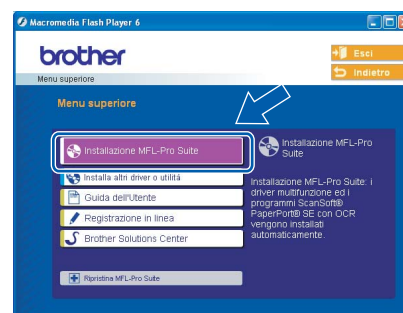 Macromedia Flash Player 6
brother
Esci
Indietro
Menu superiore
Menu superiore
Installazione MFL-Pro Suite
Installa altri driver o utilità
Guida dell'Utente
Registrazione in linea
Brother Solutions Center
Ripristina MFL-Pro Suite
Installazione MFL-Pro
Suite
Installazione MFL-Pro Suite: i
driver multifunzione ed i
programmi ScanSoft®
PaperPort® SE con OCR
vengono installati
automaticamente.